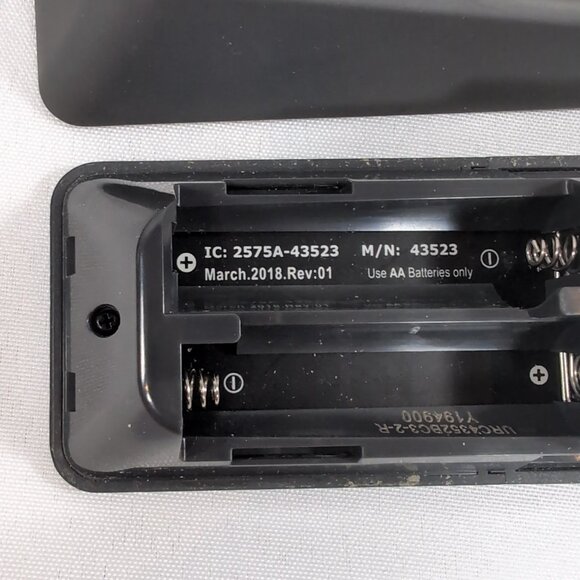 IC: 2575A-43523 M/N: 43523
March.2018.Rev:01 Use AA Batteries only
URC4352BC3-2-R
Y194900